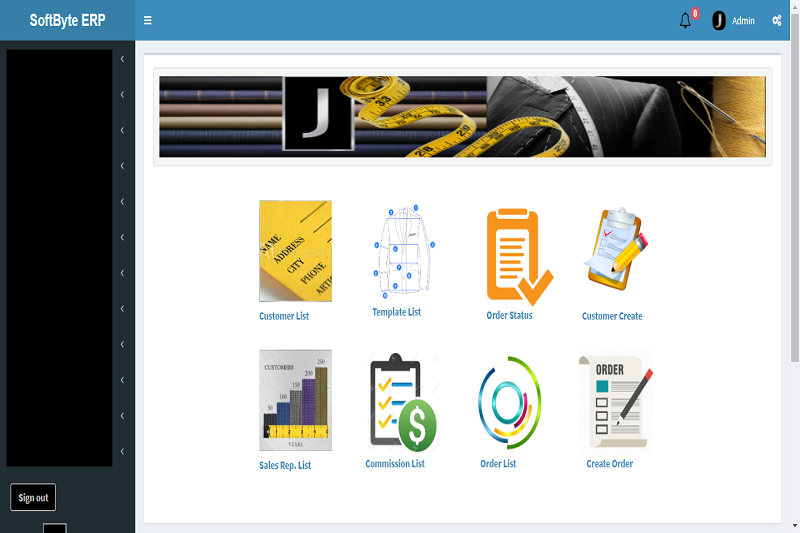 SoftByte ERP
0
Admin
J
NAME
ADDRESS
CITY
PHONE
Customer List
Template List
Order Status
Customer Create
CUSTOMERS
250
200
150
100
50
YEARS
ORDER
$
Sales Rep. List
Commission List
Order List
Create Order
Sign out